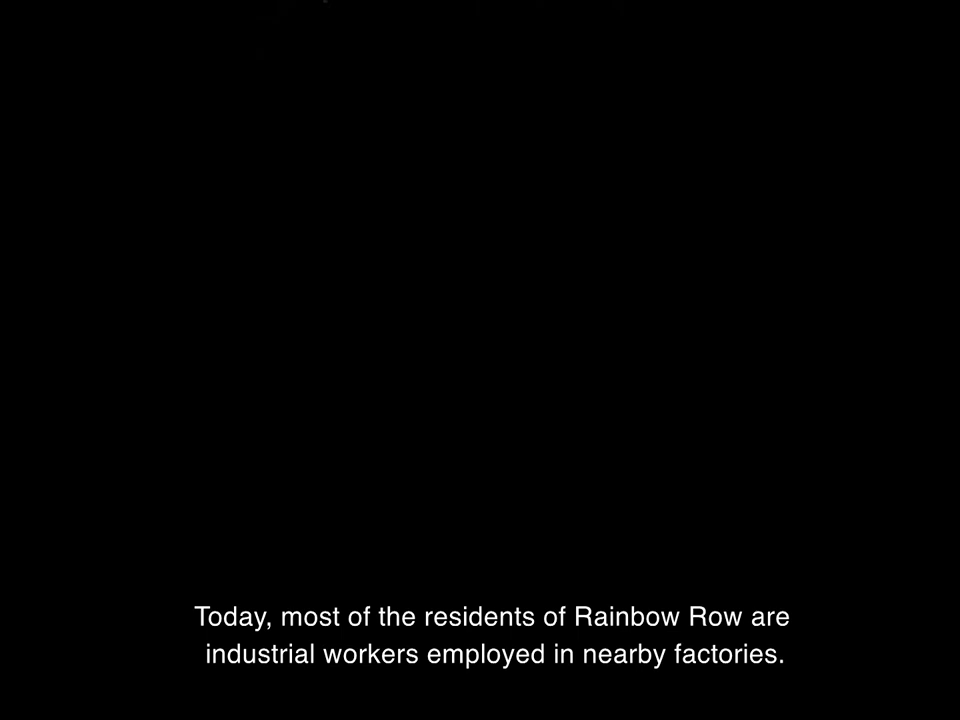 Today, most of the residents of Rainbow Row are
industrial workers employed in nearby factories.